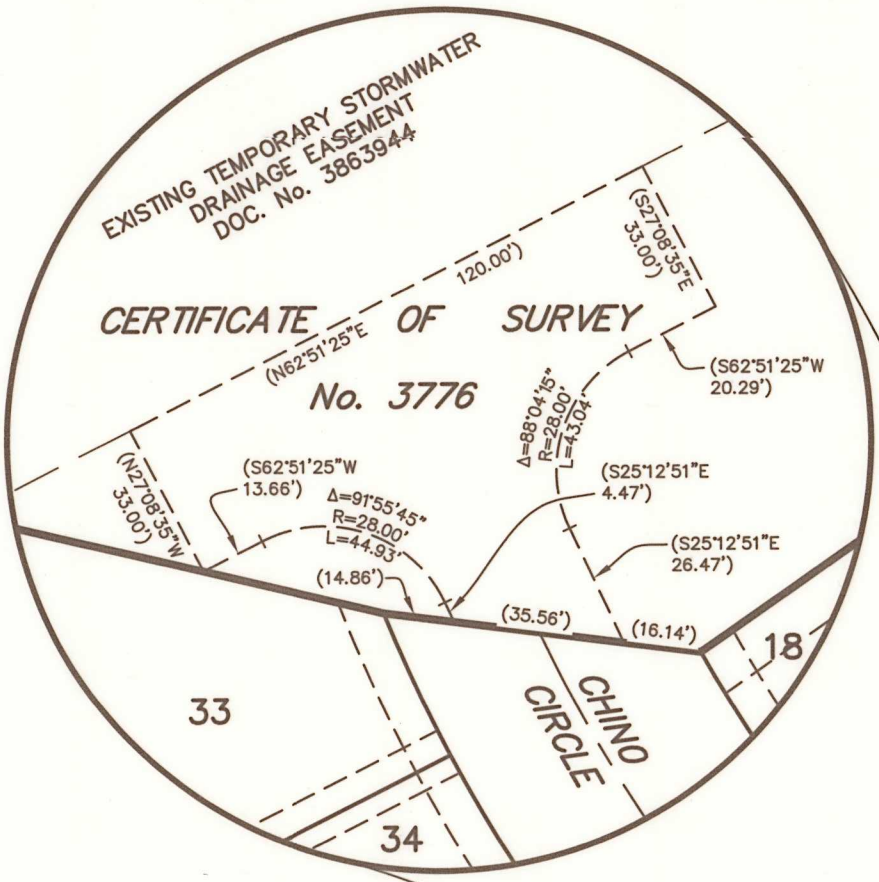 EXISTING TEMPORARY STORMWATER
DRAINAGE EASEMENT
DOC. No. 3863944
(S27°08'35"E
33.00')
120.00')
(N62°51'25"E
CERTIFICATE OF SURVEY
No. 3776
(S62°51'25"W
20.29')
Δ=88°04'15"
R=28.00'
L=43.04'
(N27°08'35"W
33.00')
(S62°51'25"W
13.66')
Δ=91°55'45"
R=28.00'
L=44.93'
(S25°12'51"E
4.47')
(S25°12'51"E
26.47')
(14.86')
(35.56')
(16.14')
18
33
CHINO
CIRCLE
34